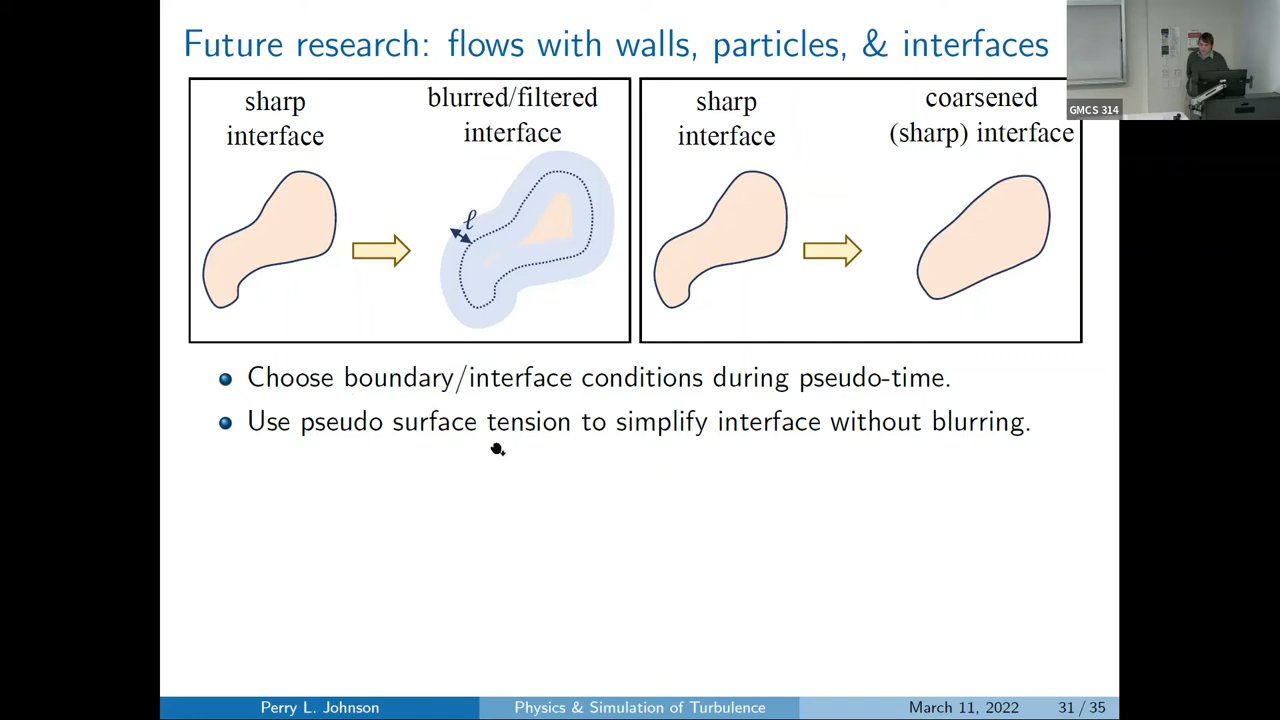 Future research: flows with walls, particles, & interfaces
sharp
interface
blurred/filtered
interface
ℓ
sharp
interface
coarsened
(sharp) interface
GMCS 314
Choose boundary/interface conditions during pseudo-time.
Use pseudo surface tension to simplify interface without blurring.
Perry L. Johnson
Physics & Simulation of Turbulence
March 11, 2022
31 / 35